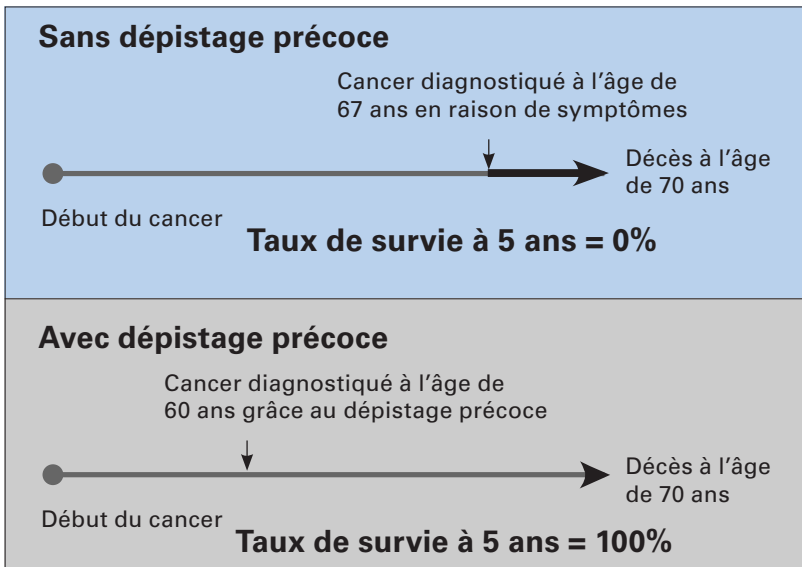 Sans dépistage précoce
Cancer diagnostiqué à l’âge de
67 ans en raison de symptômes
Décès à l’âge
de 70 ans
Début du cancer
Taux de survie à 5 ans = 0%
Avec dépistage précoce
Cancer diagnostiqué à l’âge de
60 ans grâce au dépistage précoce
Décès à l’âge
de 70 ans
Début du cancer
Taux de survie à 5 ans = 100%